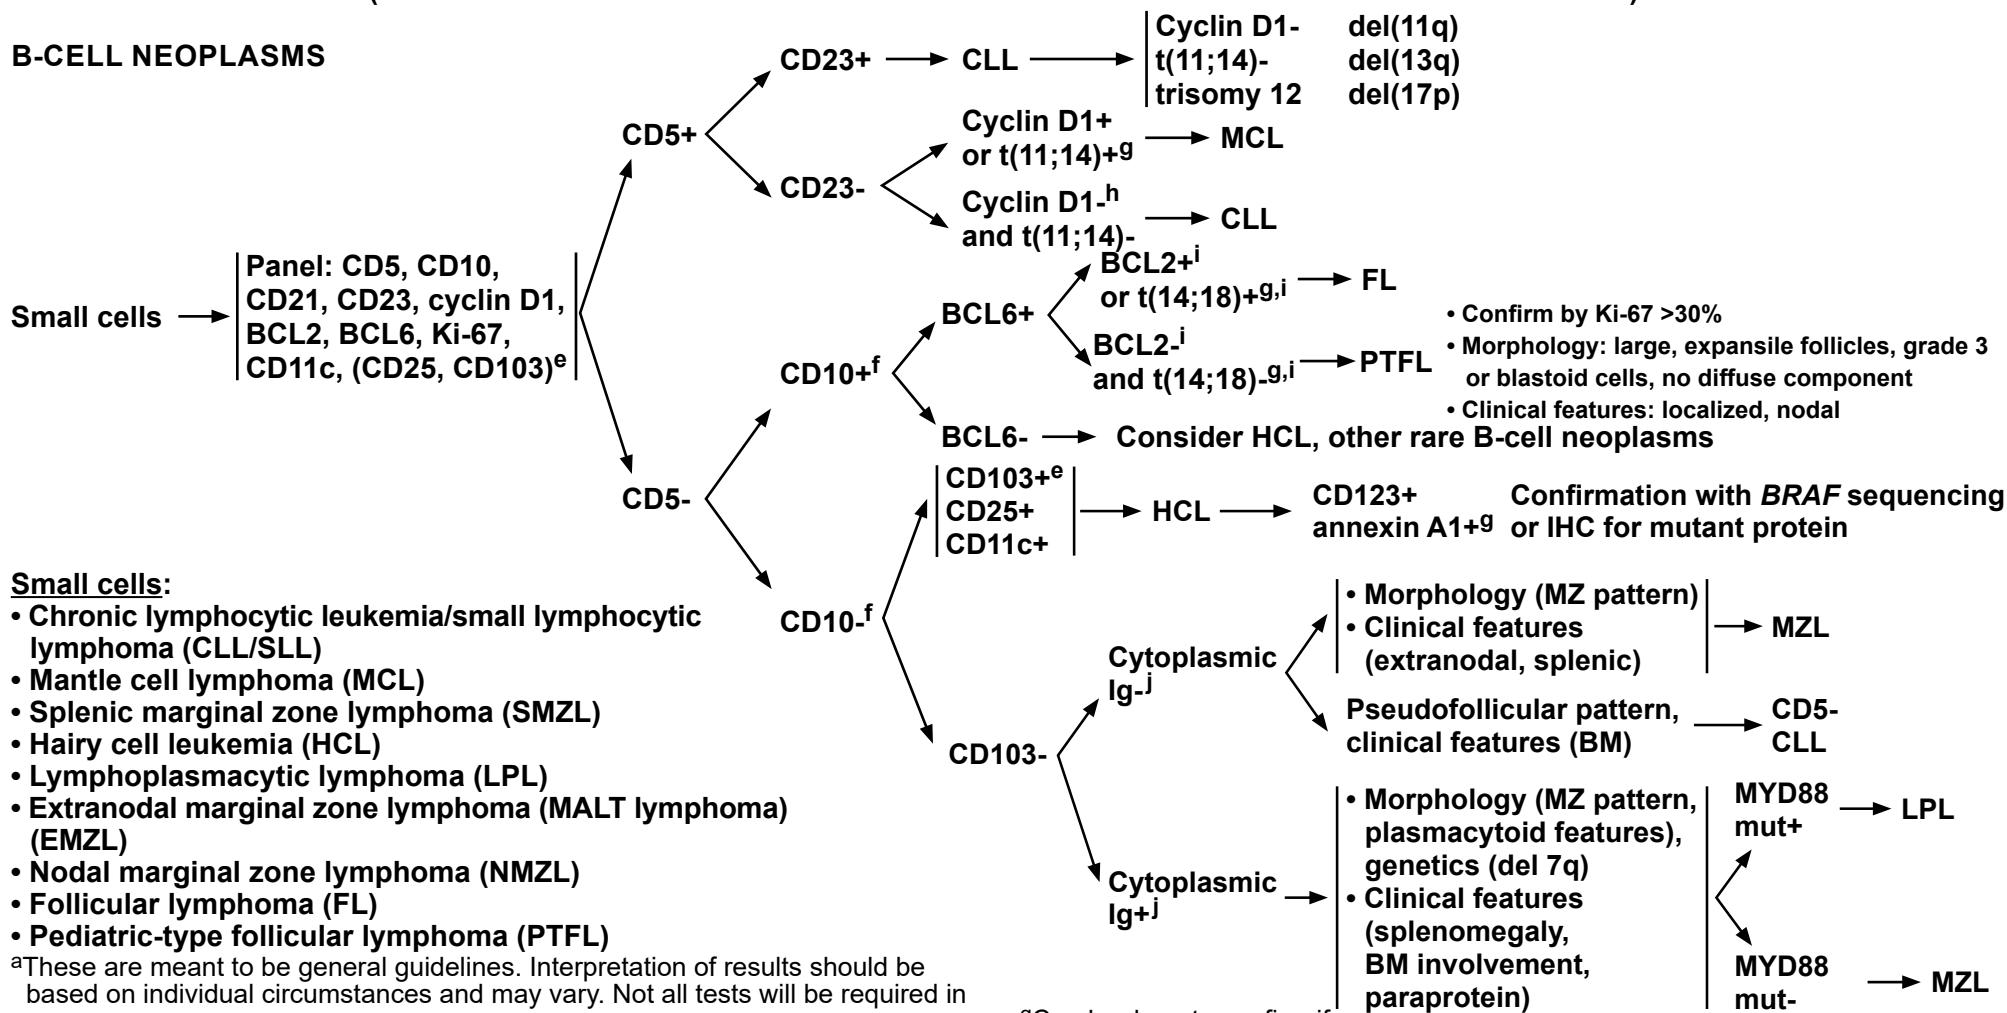 B-CELL NEOPLASMS
CD23+
CLL
Cyclin D1- del(11q)
t(11;14)- del(13q)
trisomy 12 del(17p)
CD5+
CD23-
Cyclin D1+
or t(11;14)+g
MCL
Cyclin D1-h
and t(11;14)-
CLL
Small cells
Panel: CD5, CD10,
CD21, CD23, cyclin D1,
BCL2, BCL6, Ki-67,
CD11c, (CD25, CD103)e
CD5-
CD10+f
BCL6+
BCL2+i
or t(14;18)+g,i
FL
BCL2-i
and t(14;18)-g,i
PTFL
• Confirm by Ki-67 >30%
• Morphology: large, expansile follicles, grade 3
or blastoid cells, no diffuse component
• Clinical features: localized, nodal
BCL6-
Consider HCL, other rare B-cell neoplasms
CD10-f
CD103+e
CD25+
CD11c+
HCL
CD123+
annexin A1+g
Confirmation with BRAF sequencing
or IHC for mutant protein
CD103-
Cytoplasmic
Ig-j
• Morphology (MZ pattern)
• Clinical features
(extranodal, splenic)
MZL
Pseudofollicular pattern,
clinical features (BM)
CD5-
CLL
Cytoplasmic
Ig+j
• Morphology (MZ pattern,
plasmacytoid features),
genetics (del 7q)
• Clinical features
(splenomegaly,
BM involvement,
paraprotein)
MYD88
mut+
LPL
MYD88
mut-
MZL
Small cells:
• Chronic lymphocytic leukemia/small lymphocytic
lymphoma (CLL/SLL)
• Mantle cell lymphoma (MCL)
• Splenic marginal zone lymphoma (SMZL)
• Hairy cell leukemia (HCL)
• Lymphoplasmacytic lymphoma (LPL)
• Extranodal marginal zone lymphoma (MALT lymphoma)
(EMZL)
• Nodal marginal zone lymphoma (NMZL)
• Follicular lymphoma (FL)
• Pediatric-type follicular lymphoma (PTFL)
aThese are meant to be general guidelines. Interpretation of results should be
based on individual circumstances and may vary. Not all tests will be required in